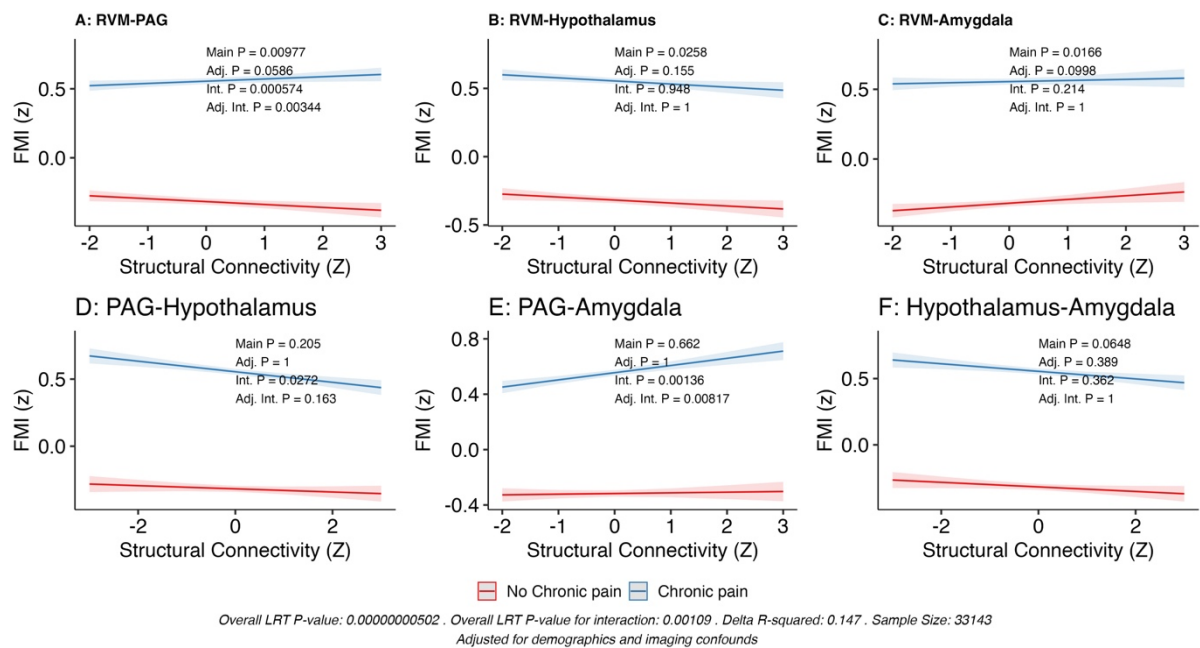 A: RVM-PAG
Main P = 0.00977
Adj. P = 0.0586
Int. P = 0.000574
Adj. Int. P = 0.00344
FMI (z)
0.5
0.0
-2 -1 0 1 2 3
Structural Connectivity (Z)
B: RVM-Hypothalamus
Main P = 0.0258
Adj. P = 0.155
Int. P = 0.948
Adj. Int. P = 1
FMI (z)
0.5
0.0
-0.5
-2 -1 0 1 2 3
Structural Connectivity (Z)
C: RVM-Amygdala
Main P = 0.0166
Adj. P = 0.0998
Int. P = 0.214
Adj. Int. P = 1
FMI (z)
0.5
0.0
-2 -1 0 1 2 3
Structural Connectivity (Z)
D: PAG-Hypothalamus
Main P = 0.205
Adj. P = 1
Int. P = 0.0272
Adj. Int. P = 0.163
FMI (z)
0.5
0.0
-2 0 2
Structural Connectivity (Z)
E: PAG-Amygdala
Main P = 0.662
Adj. P = 1
Int. P = 0.00136
Adj. Int. P = 0.00817
FMI (z)
0.8
0.4
0.0
-0.4
-2 -1 0 1 2 3
Structural Connectivity (Z)
F: Hypothalamus-Amygdala
Main P = 0.0648
Adj. P = 0.389
Int. P = 0.362
Adj. Int. P = 1
FMI (z)
0.5
0.0
-2 0 2
Structural Connectivity (Z)
No Chronic pain Chronic pain
Overall LRT P-value: 0.00000000502 . Overall LRT P-value for interaction: 0.00109 . Delta R-squared: 0.147 . Sample Size: 33143
Adjusted for demographics and imaging confounds